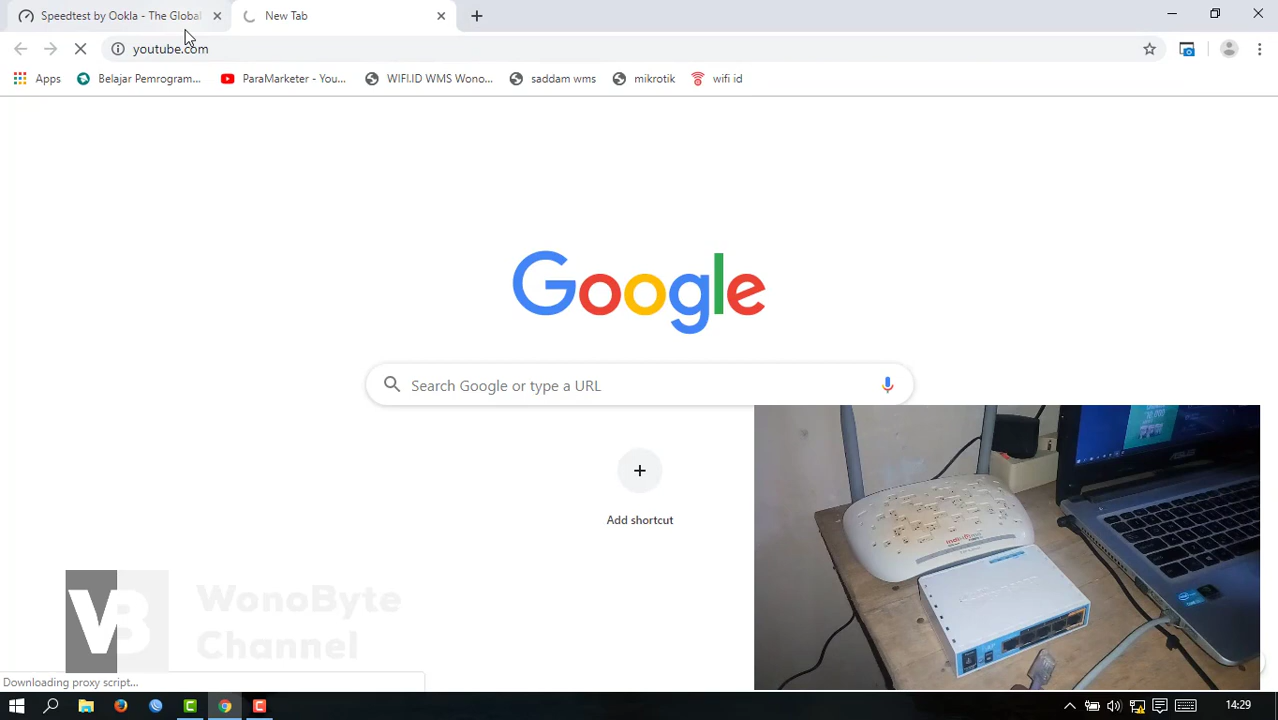 Speedtest by Ookla - The Global
New Tab
youtube.com
Apps
Belajar Pemrogram...
ParaMarketer - You...
WIFI.ID WMS Wono...
saddam wms
mikrotik
wifi id
Google
Search Google or type a URL
Add shortcut
WonoByte
Channel
ASUS
Downloading proxy script...
14:29